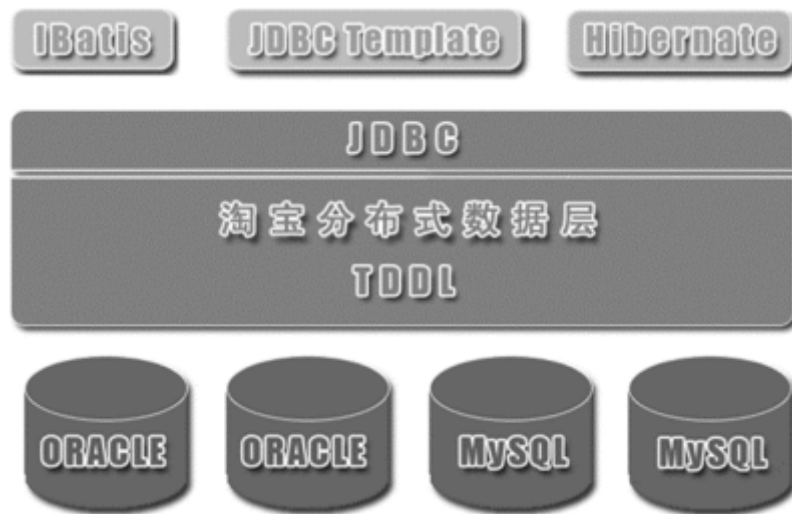 IBatis JDBC Template Hibernate
JDBC
淘宝分布式数据层
TDDL
ORACLE ORACLE MySQL MySQL